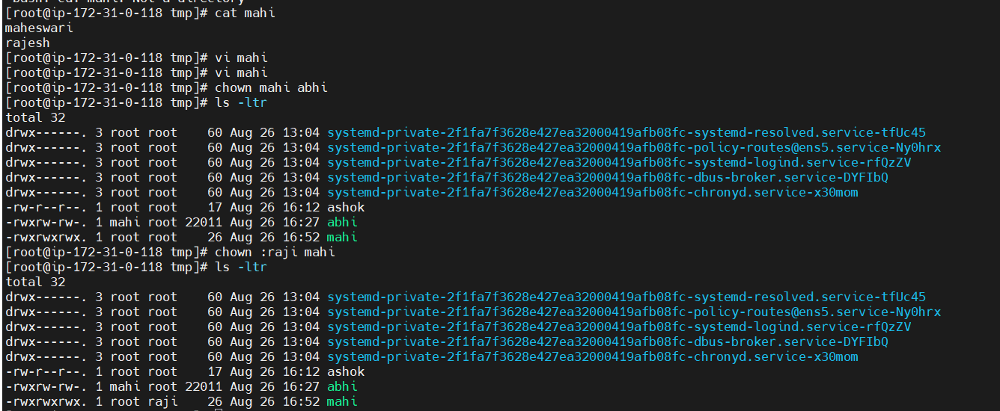 -bash: cd: mahi: Not a directory
[root@ip-172-31-0-118 tmp]# cat mahi
maheswari
rajesh
[root@ip-172-31-0-118 tmp]# vi mahi
[root@ip-172-31-0-118 tmp]# vi mahi
[root@ip-172-31-0-118 tmp]# chown mahi abhi
[root@ip-172-31-0-118 tmp]# ls -ltr
total 32
drwx------. 3 root root    60 Aug 26 13:04 systemd-private-2f1fa7f3628e427ea32000419afb08fc-systemd-resolved.service-tfUc45
drwx------. 3 root root    60 Aug 26 13:04 systemd-private-2f1fa7f3628e427ea32000419afb08fc-policy-routes@ens5.service-Ny0hrx
drwx------. 3 root root    60 Aug 26 13:04 systemd-private-2f1fa7f3628e427ea32000419afb08fc-systemd-logind.service-rfQzZV
drwx------. 3 root root    60 Aug 26 13:04 systemd-private-2f1fa7f3628e427ea32000419afb08fc-dbus-broker.service-DYFIbQ
drwx------. 3 root root    60 Aug 26 13:04 systemd-private-2f1fa7f3628e427ea32000419afb08fc-chronyd.service-x30mom
-rw-r--r--. 1 root root    17 Aug 26 16:12 ashok
-rwxrw-rw-. 1 mahi root 22011 Aug 26 16:27 abhi
-rwxrwxrwx. 1 root root    26 Aug 26 16:52 mahi
[root@ip-172-31-0-118 tmp]# chown :raji mahi
[root@ip-172-31-0-118 tmp]# ls -ltr
total 32
drwx------. 3 root root    60 Aug 26 13:04 systemd-private-2f1fa7f3628e427ea32000419afb08fc-systemd-resolved.service-tfUc45
drwx------. 3 root root    60 Aug 26 13:04 systemd-private-2f1fa7f3628e427ea32000419afb08fc-policy-routes@ens5.service-Ny0hrx
drwx------. 3 root root    60 Aug 26 13:04 systemd-private-2f1fa7f3628e427ea32000419afb08fc-systemd-logind.service-rfQzZV
drwx------. 3 root root    60 Aug 26 13:04 systemd-private-2f1fa7f3628e427ea32000419afb08fc-dbus-broker.service-DYFIbQ
drwx------. 3 root root    60 Aug 26 13:04 systemd-private-2f1fa7f3628e427ea32000419afb08fc-chronyd.service-x30mom
-rw-r--r--. 1 root root    17 Aug 26 16:12 ashok
-rwxrw-rw-. 1 mahi root 22011 Aug 26 16:27 abhi
-rwxrwxrwx. 1 root raji    26 Aug 26 16:52 mahi